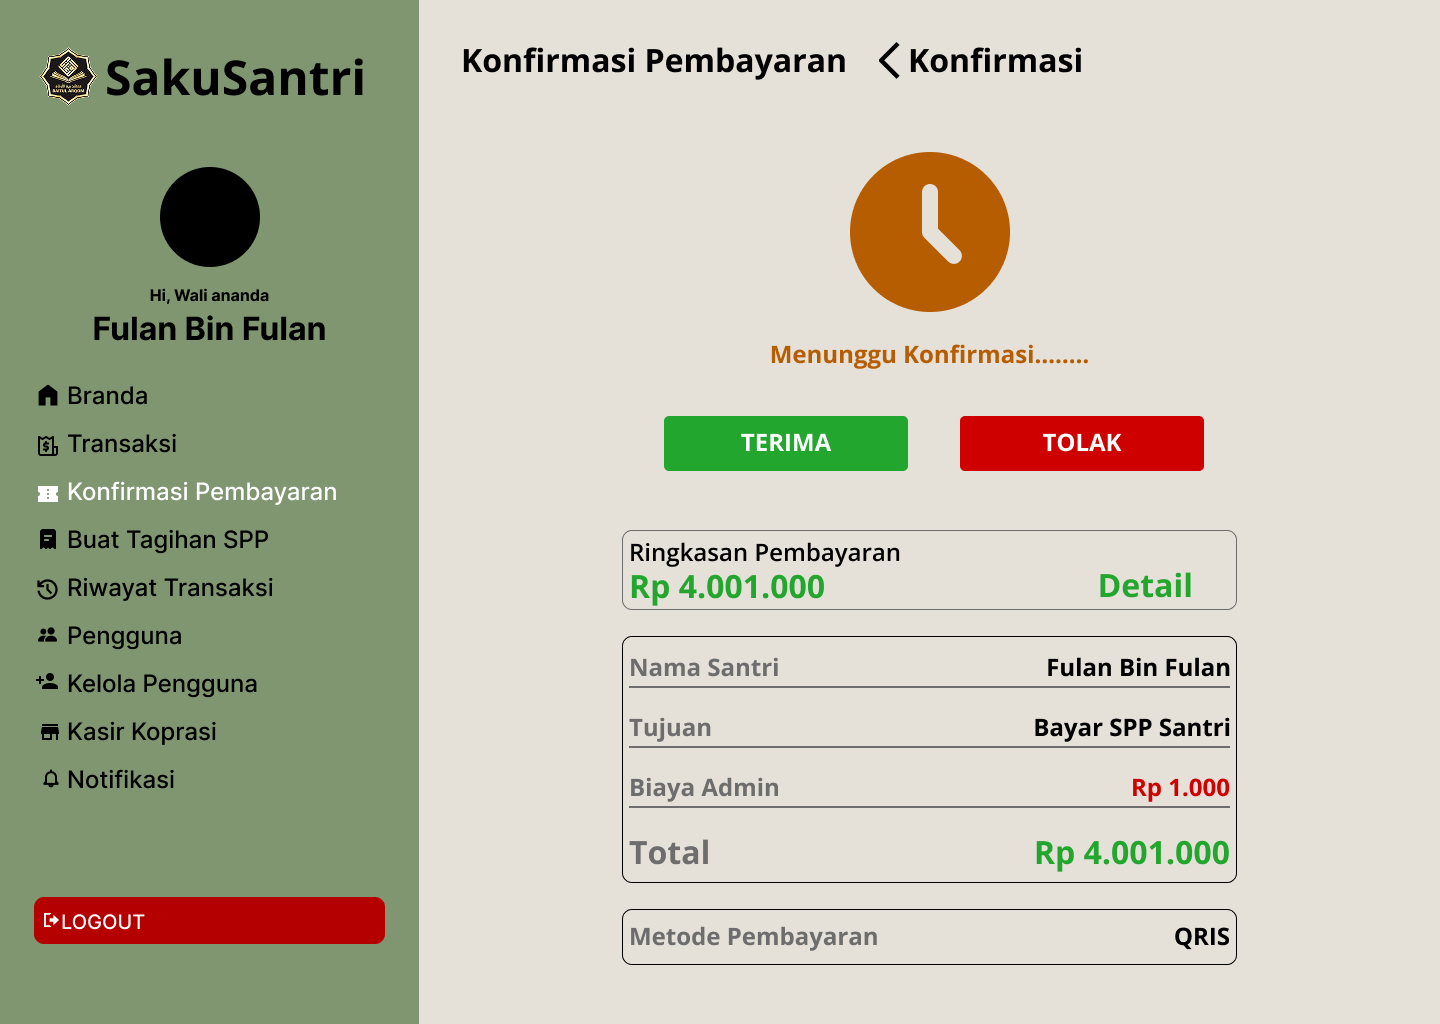 SakuSantri
Hi, Wali ananda
Fulan Bin Fulan
Branda
Transaksi
Konfirmasi Pembayaran
Buat Tagihan SPP
Riwayat Transaksi
Pengguna
Kelola Pengguna
Kasir Koprasi
Notifikasi
LOGOUT
Konfirmasi Pembayaran
Konfirmasi
Menunggu Konfirmasi........
TERIMA
TOLAK
Ringkasan Pembayaran
Rp 4.001.000
Detail
Nama Santri
Fulan Bin Fulan
Tujuan
Bayar SPP Santri
Biaya Admin
Rp 1.000
Total
Rp 4.001.000
Metode Pembayaran
QRIS